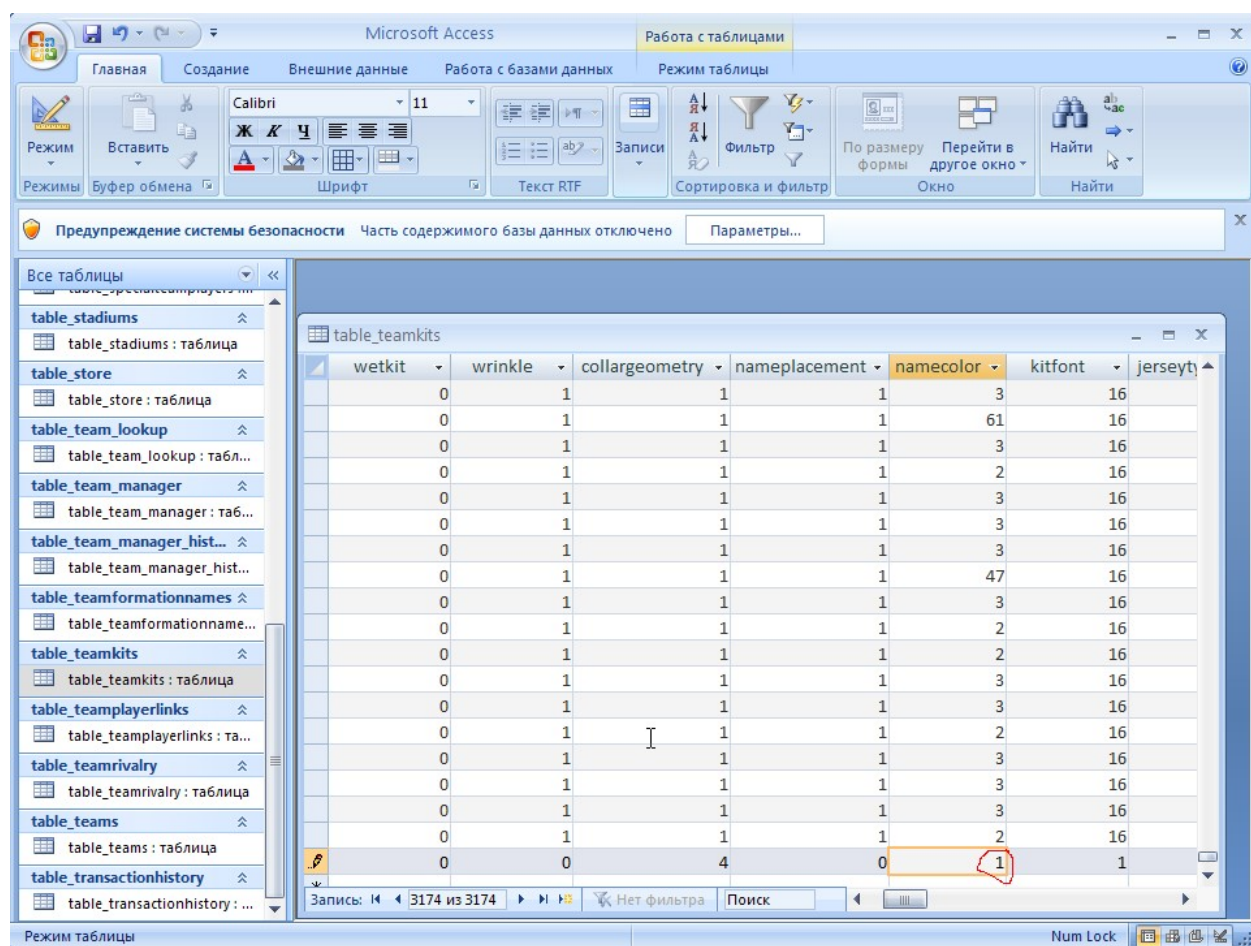 Microsoft Access
Работа с таблицами
Главная Создание Внешние данные Работа с базами данных Режим таблицы
Режим
Вставить
Calibri 11
Ж К Ч
А
Записи
Фильтр
По размеру формы
Перейти в другое окно
Найти
Режимы Буфер обмена Шрифт Текст RTF Сортировка и фильтр Окно Найти
Предупреждение системы безопасности Часть содержимого базы данных отключено Параметры...
Все таблицы
table_stadiums
table_stadiums : таблица
table_store
table_store : таблица
table_team_lookup
table_team_lookup : табл...
table_team_manager
table_team_manager : таб...
table_team_manager_hist...
table_team_manager_hist...
table_teamformationnames
table_teamformationname...
table_teamkits
table_teamkits : таблица
table_teamplayerlinks
table_teamplayerlinks : та...
table_teamrivalry
table_teamrivalry : таблица
table_teams
table_teams : таблица
table_transactionhistory
table_transactionhistory : ...
table_teamkits
wetkit wrinkle collargeometry nameplacement namecolor kitfont jerseyty
0 1 1 1 3 16
0 1 1 1 61 16
0 1 1 1 3 16
0 1 1 1 2 16
0 1 1 1 3 16
0 1 1 1 3 16
0 1 1 1 3 16
0 1 1 1 47 16
0 1 1 1 3 16
0 1 1 1 2 16
0 1 1 1 2 16
0 1 1 1 3 16
0 1 1 1 3 16
0 1 1 1 2 16
0 1 1 1 3 16
0 1 1 1 3 16
0 1 1 1 3 16
0 1 1 1 2 16
0 0 4 0 1 1
Запись: 3174 из 3174 Нет фильтра Поиск
Режим таблицы Num Lock